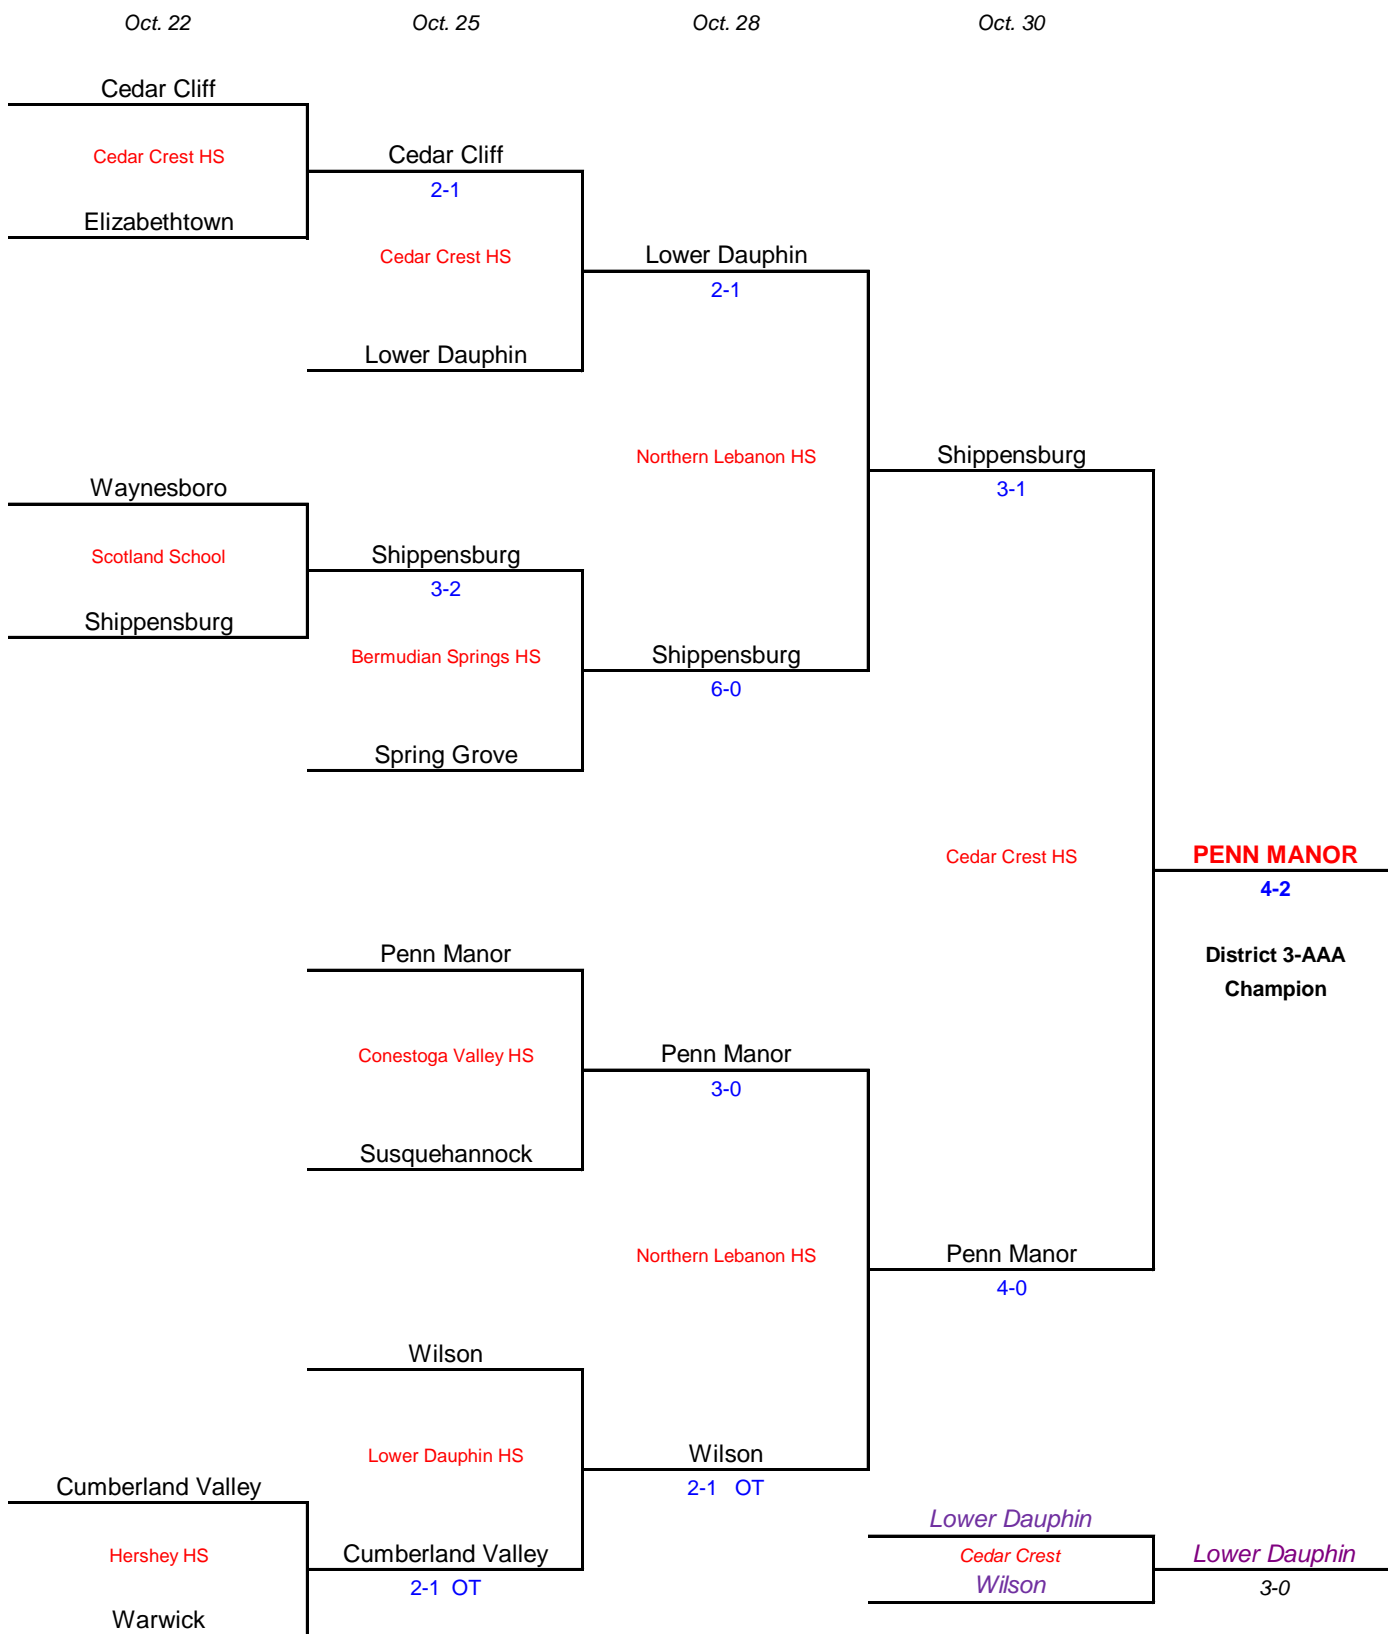 Oct. 22 Oct. 25 Oct. 28 Oct. 30
Cedar Cliff
Cedar Crest HS
Cedar Cliff
2-1
Elizabethtown
Cedar Crest HS
Lower Dauphin
2-1
Lower Dauphin
Northern Lebanon HS
Shippensburg
3-1
Waynesboro
Scotland School
Shippensburg
3-2
Shippensburg
Bermudian Springs HS
Shippensburg
6-0
Spring Grove
Cedar Crest HS
PENN MANOR
4-2
District 3-AAA
Champion
Penn Manor
Conestoga Valley HS
Penn Manor
3-0
Susquehannock
Northern Lebanon HS
Penn Manor
4-0
Wilson
Lower Dauphin HS
Wilson
2-1 OT
Cumberland Valley
Hershey HS
Cumberland Valley
2-1 OT
Warwick
Lower Dauphin
Cedar Crest
Wilson
Lower Dauphin
3-0